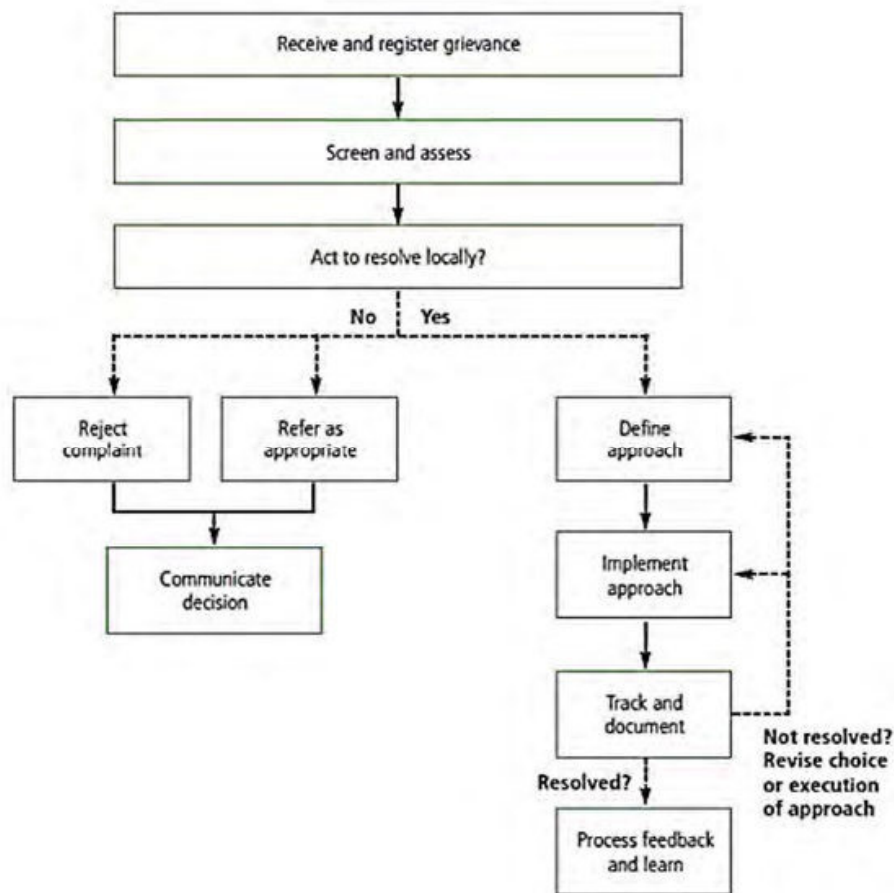 Receive and register grievance
Screen and assess
Act to resolve locally?
No Yes
Reject
complaint
Refer as
appropriate
Define
approach
Communicate
decision
Implement
approach
Track and
document
Not resolved?
Revise choice
or execution
of approach
Resolved?
Process feedback
and learn